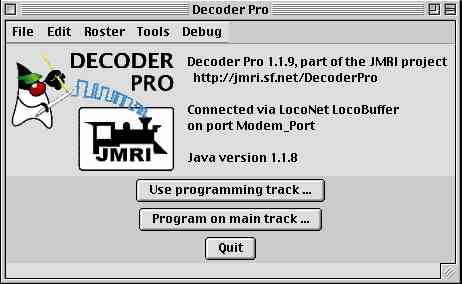 Decoder Pro
File Edit Roster Tools Debug
DECODER
PRO
JMRI
Decoder Pro 1.1.9, part of the JMRI project
http://jmri.sf.net/DecoderPro
Connected via LocoNet LocoBuffer
on port Modem_Port
Java version 1.1.8
Use programming track ...
Program on main track ...
Quit